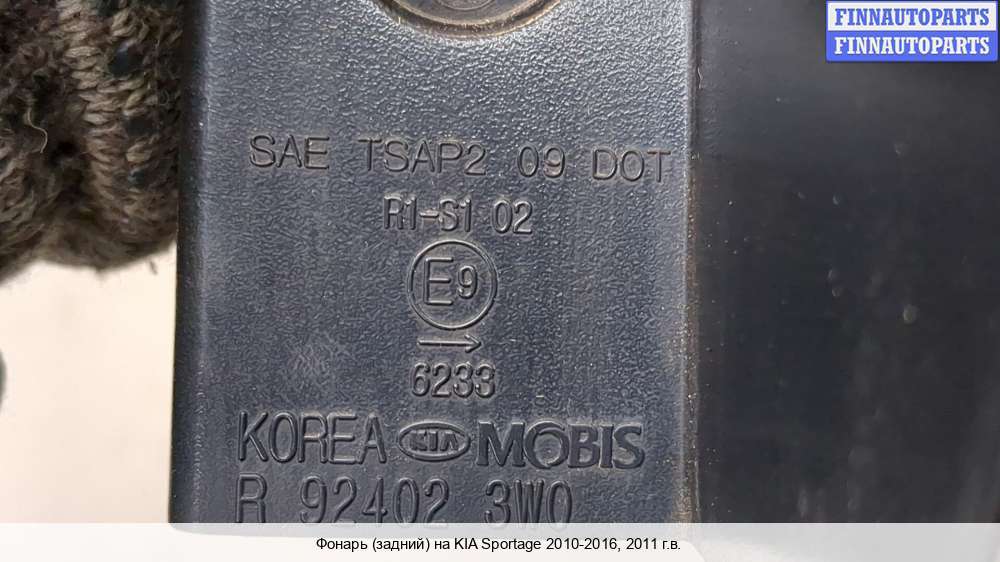 FINNAUTOPARTS
FINNAUTOPARTS
SAE TSAP2 09 DOT
R1-S1 02
E9
→
6233
KOREA KIA MOBIS
R 92402 3W0
Фонарь (задний) на KIA Sportage 2010-2016, 2011 г.в.